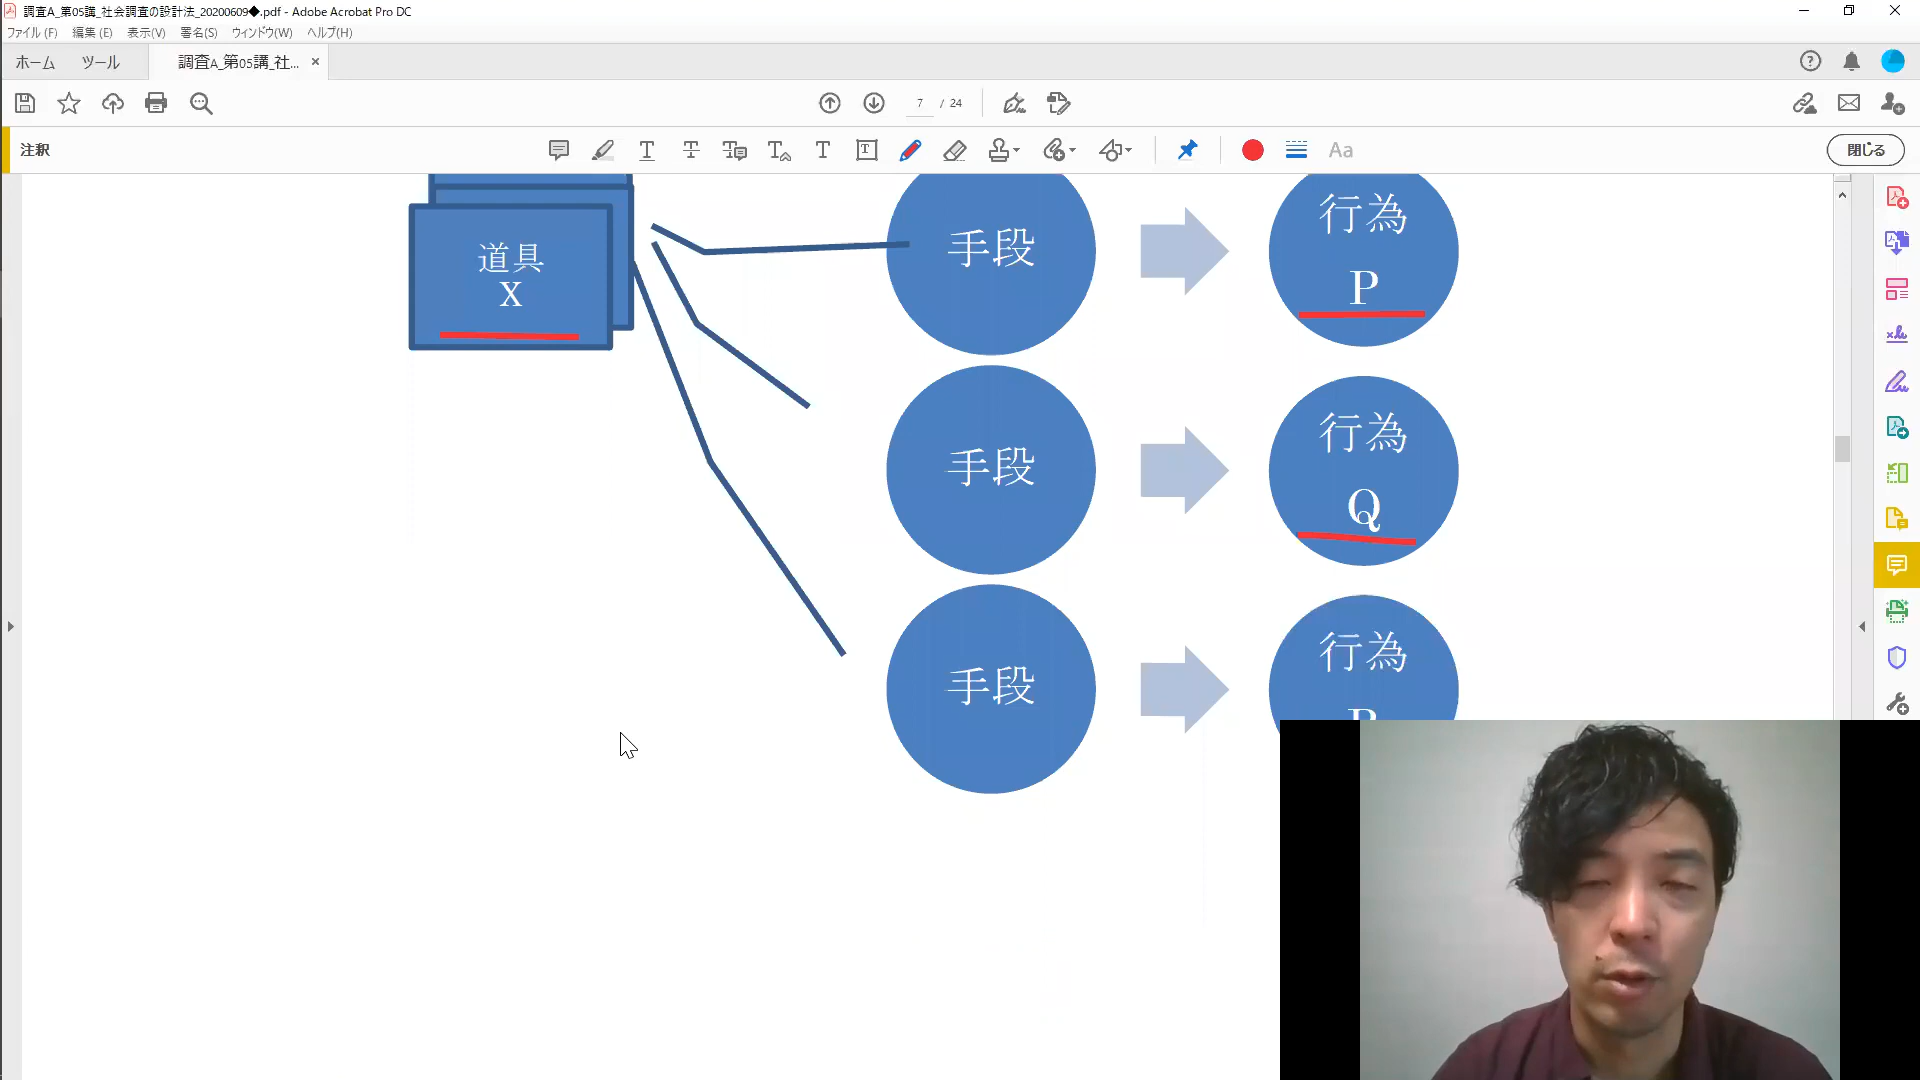 調査A_第05講_社会調査の設計法_20200609◆.pdf - Adobe Acrobat Pro DC
ファイル(F) 編集(E) 表示(V) 署名(S) ウィンドウ(W) ヘルプ(H)
ホーム ツール 調査A_第05講_社... ×
7 / 24
注釈 Aa 閉じる
道具
X
手段
行為
P
手段
行為
Q
手段
行為